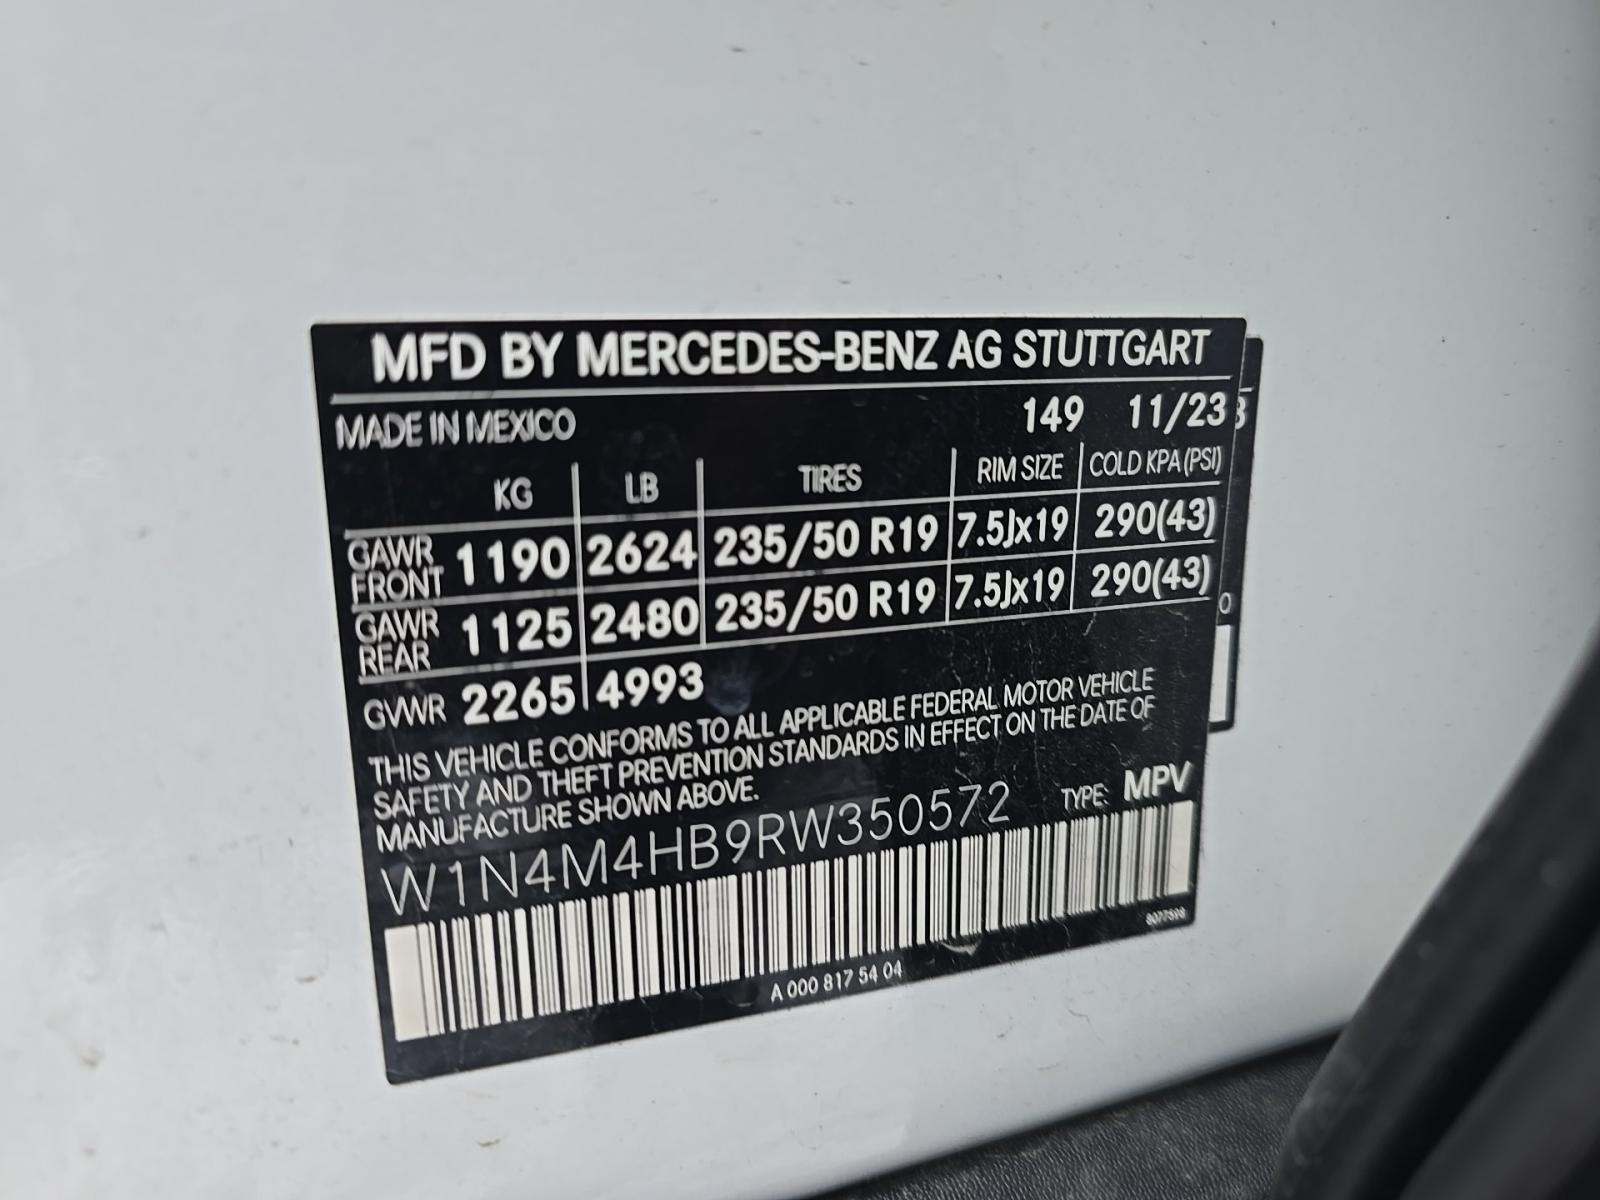 MFD BY MERCEDES-BENZ AG STUTTGART
MADE IN MEXICO 149 11/23
KG LB TIRES RIM SIZE COLD KPA (PSI)
GAWR FRONT 1190 2624 235/50 R19 7.5Jx19 290(43)
GAWR REAR 1125 2480 235/50 R19 7.5Jx19 290(43)
GVWR 2265 4993
THIS VEHICLE CONFORMS TO ALL APPLICABLE FEDERAL MOTOR VEHICLE
SAFETY AND THEFT PREVENTION STANDARDS IN EFFECT ON THE DATE OF
MANUFACTURE SHOWN ABOVE.
W1N4M4HB9RW350572 TYPE: MPV
A 000 817 54 04